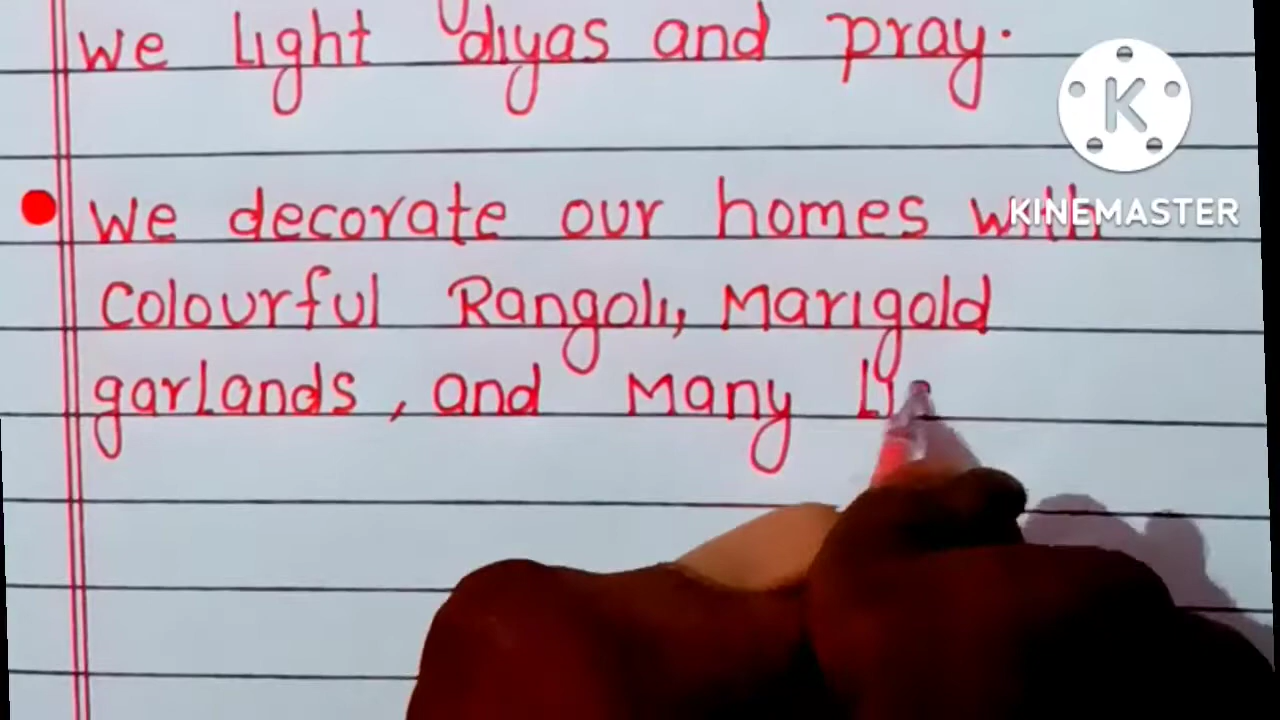 we light diyas and pray.
We decorate our homes with
Colourful Rangoli, Marigold
garlands, and Many
K
KINEMASTER